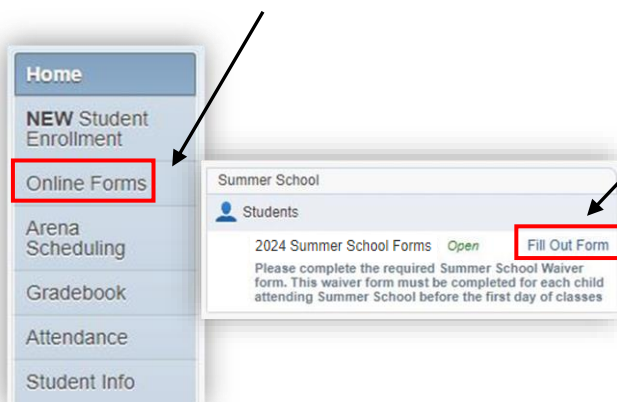 Home
NEW Student
Enrollment
Online Forms
Arena
Scheduling
Gradebook
Attendance
Student Info
Summer School
Students
2024 Summer School Forms Open Fill Out Form
Please complete the required Summer School Waiver
form. This waiver form must be completed for each child
attending Summer School before the first day of classes